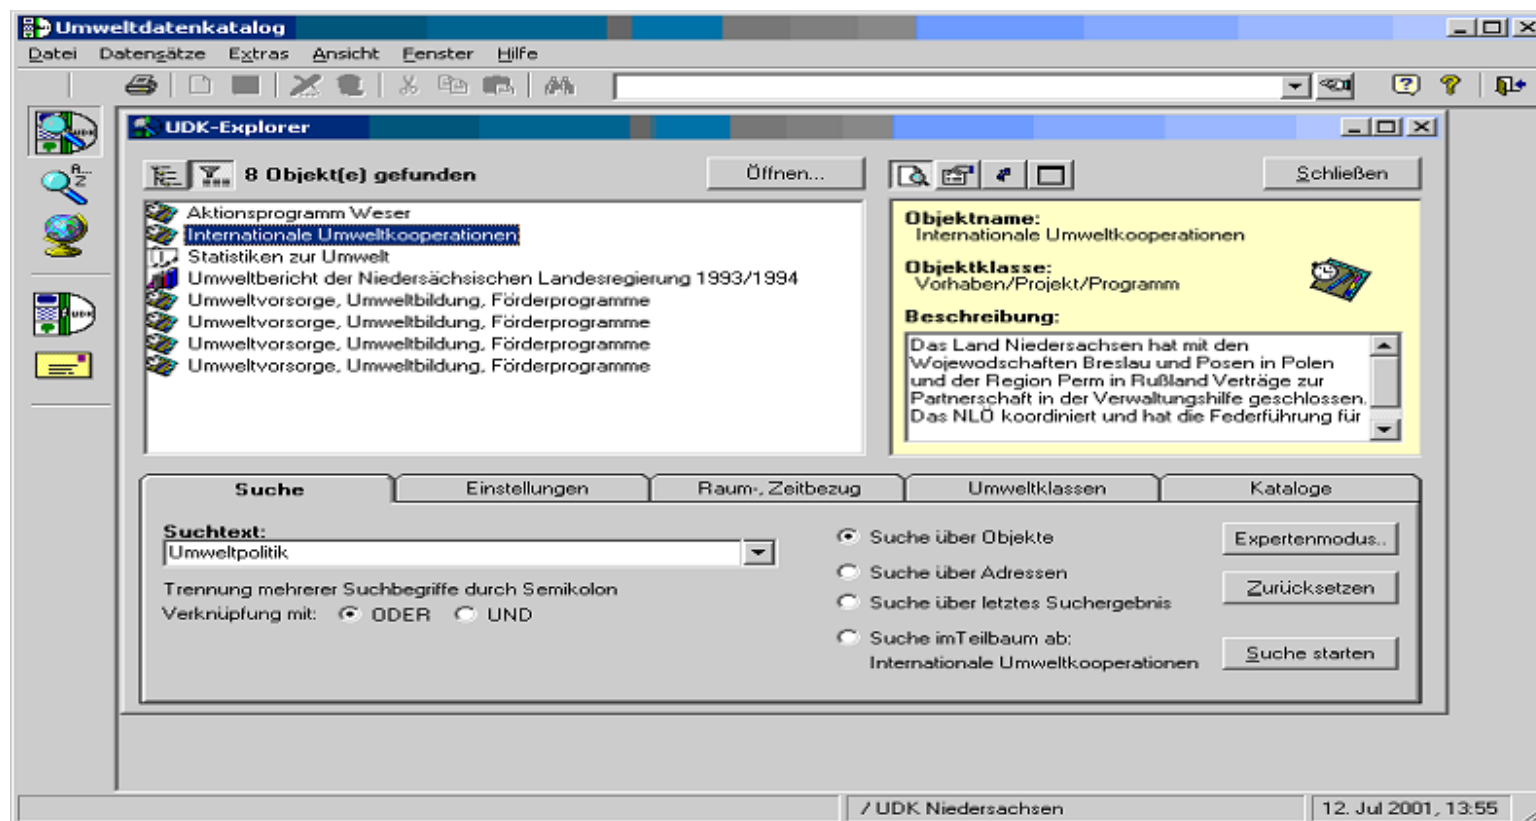 Umweltdatenkatalog
Datei Datensätze Extras Ansicht Fenster Hilfe
UDK-Explorer
8 Objekt(e) gefunden
Öffnen...
Schließen
Aktionsprogramm Weser
Internationale Umweltkooperationen
Statistiken zur Umwelt
Umweltbericht der Niedersächsischen Landesregierung 1993/1994
Umweltvorsorge, Umweltbildung, Förderprogramme
Umweltvorsorge, Umweltbildung, Förderprogramme
Umweltvorsorge, Umweltbildung, Förderprogramme
Umweltvorsorge, Umweltbildung, Förderprogramme
Objektname:
Internationale Umweltkooperationen
Objektklasse:
Vorhaben/Projekt/Programm
Beschreibung:
Das Land Niedersachsen hat mit den
Wojewodschaften Breslau und Posen in Polen
und der Region Perm in Rußland Verträge zur
Partnerschaft in der Verwaltungshilfe geschlossen.
Das NLÖ koordiniert und hat die Federführung für
Suche
Einstellungen
Raum-, Zeitbezug
Umweltklassen
Kataloge
Suchtext:
Umweltpolitik
Trennung mehrerer Suchbegriffe durch Semikolon
Verknüpfung mit: ODER UND
Suche über Objekte
Suche über Adressen
Suche über letztes Suchergebnis
Suche imTeilbaum ab:
Internationale Umweltkooperationen
Expertenmodus..
Zurücksetzen
Suche starten
/ UDK Niedersachsen
12. Jul 2001, 13:55